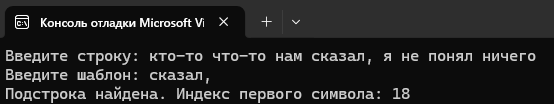 Консоль отладки Microsoft Vi
Введите строку: кто-то что-то нам сказал, я не понял ничего
Введите шаблон: сказал,
Подстрока найдена. Индекс первого символа: 18